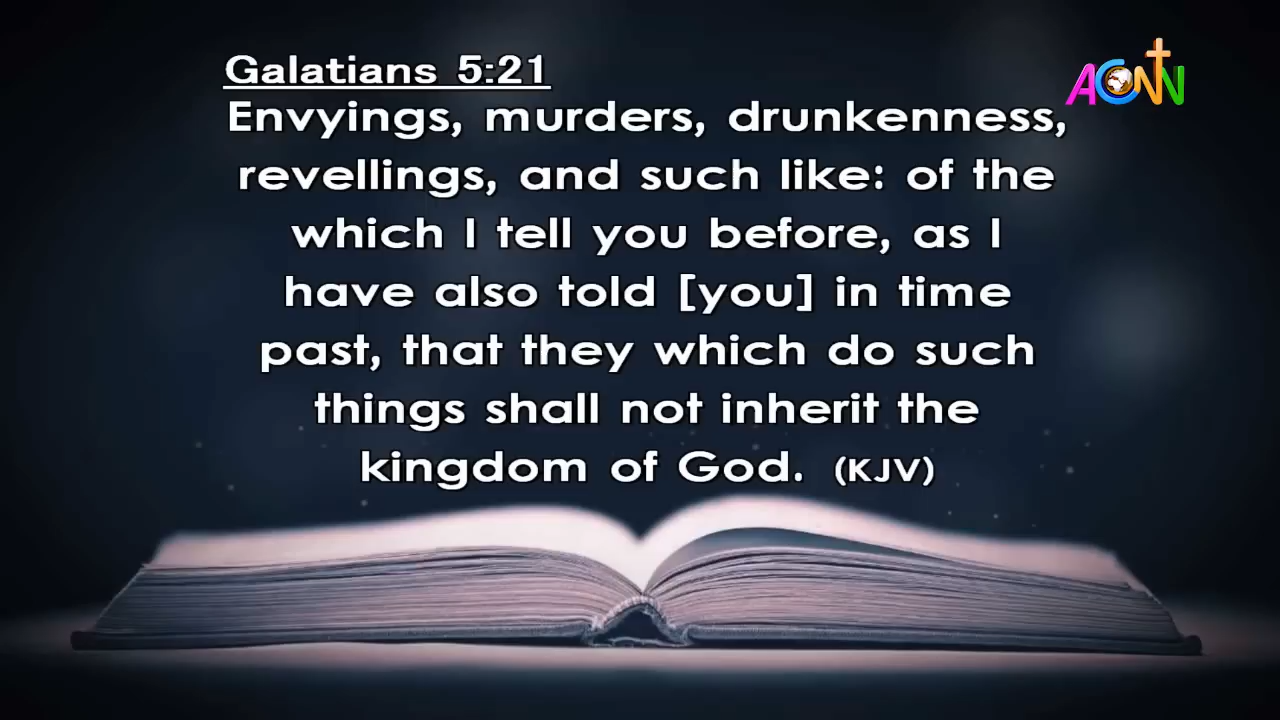 Galatians 5:21
ACNN
Envyings, murders, drunkenness,
revellings, and such like: of the
which I tell you before, as I
have also told [you] in time
past, that they which do such
things shall not inherit the
kingdom of God. (KJV)